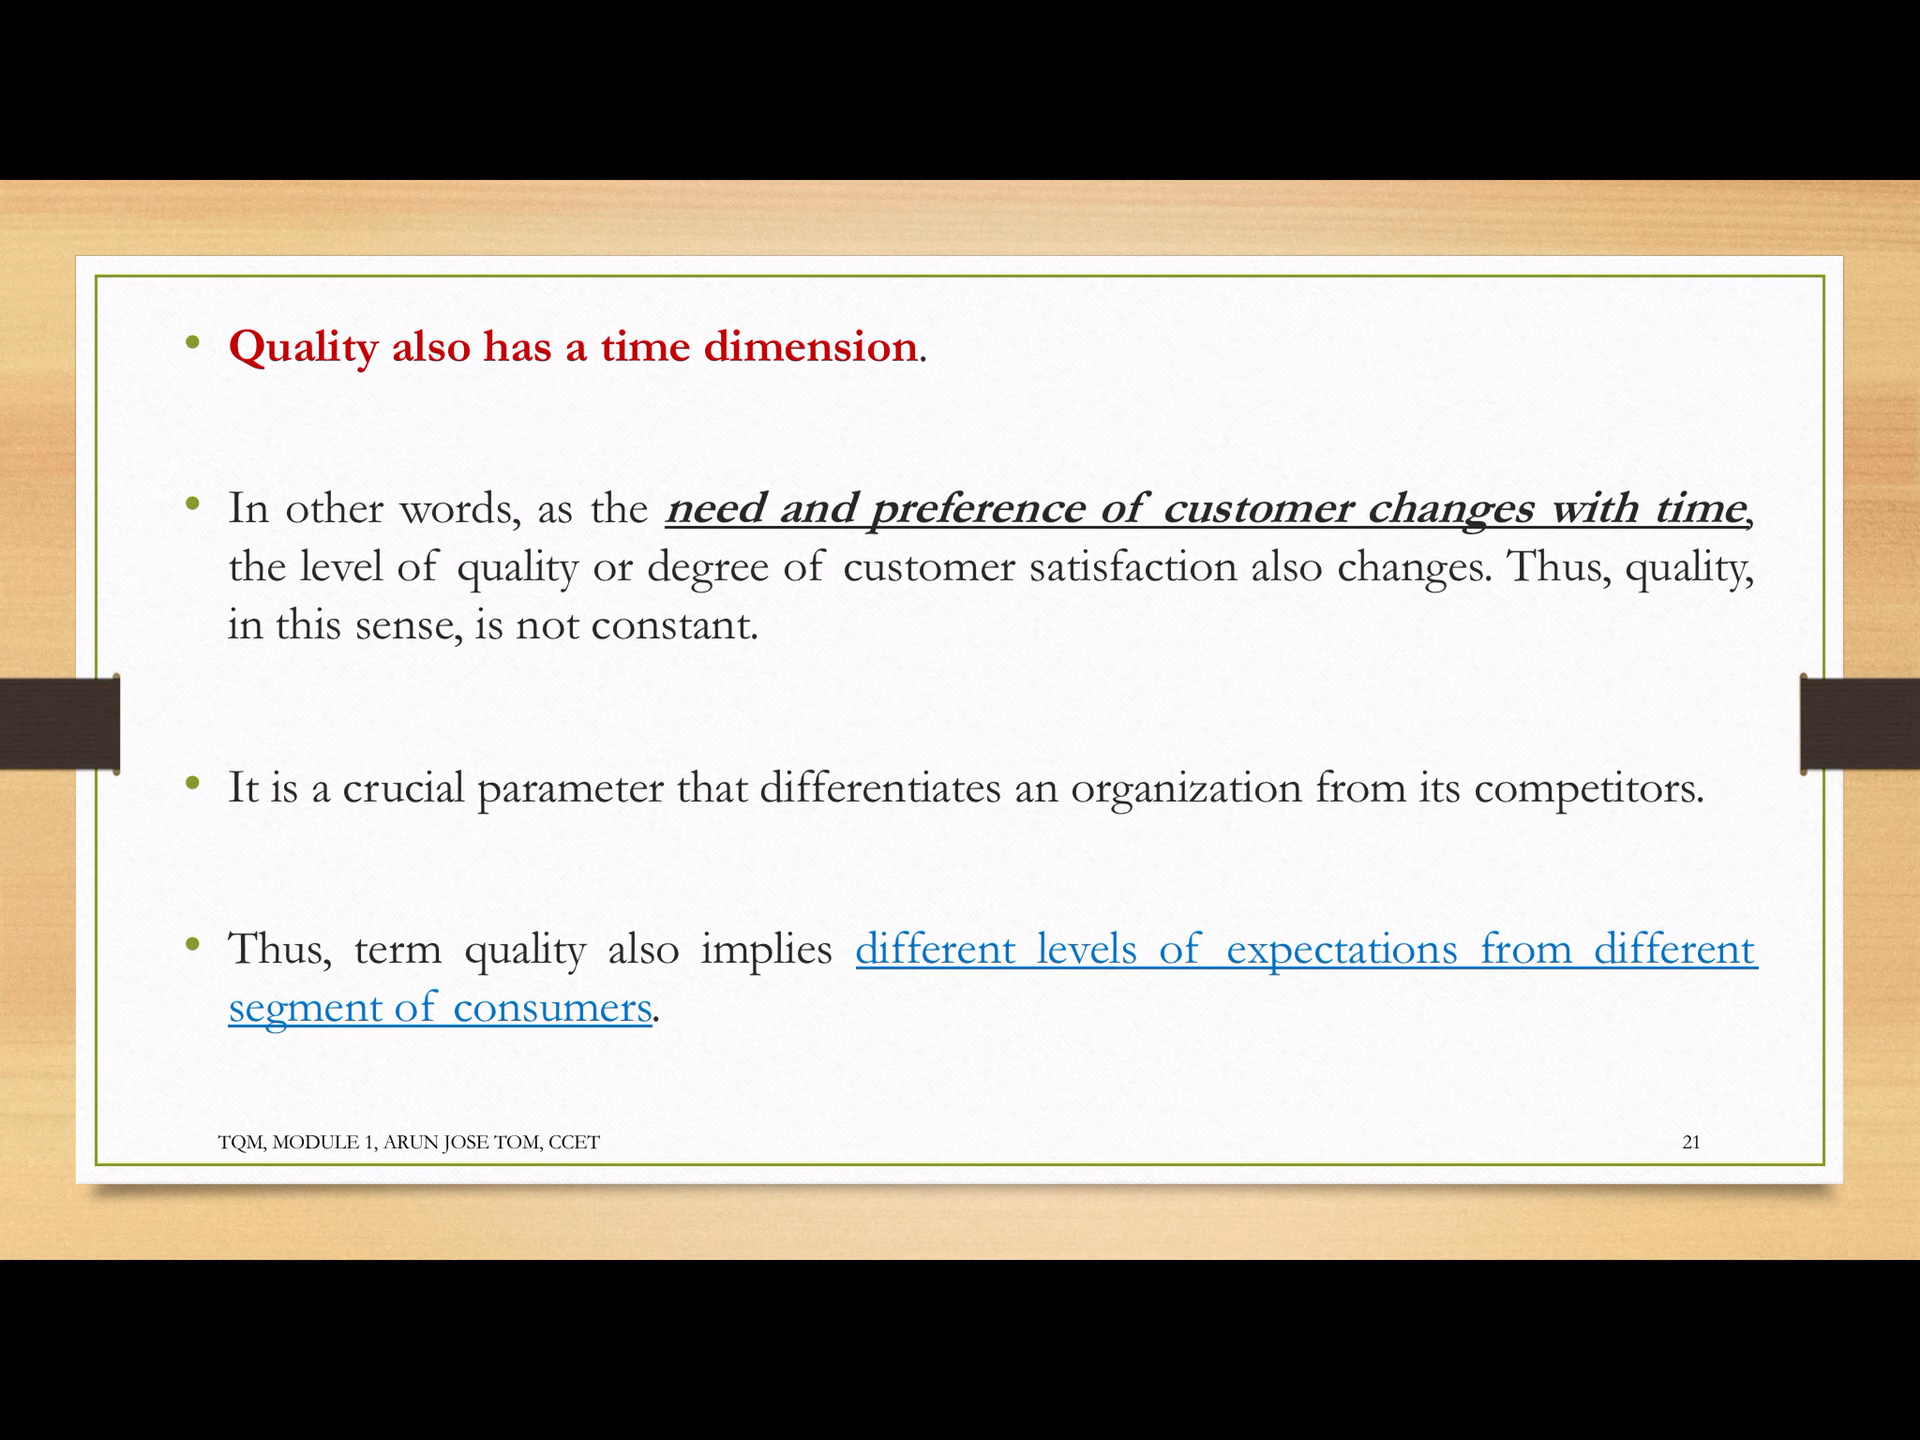 • Quality also has a time dimension.
• In other words, as the need and preference of customer changes with time,
the level of quality or degree of customer satisfaction also changes. Thus, quality,
in this sense, is not constant.
• It is a crucial parameter that differentiates an organization from its competitors.
• Thus, term quality also implies different levels of expectations from different
segment of consumers.
TQM, MODULE 1, ARUN JOSE TOM, CCET
21